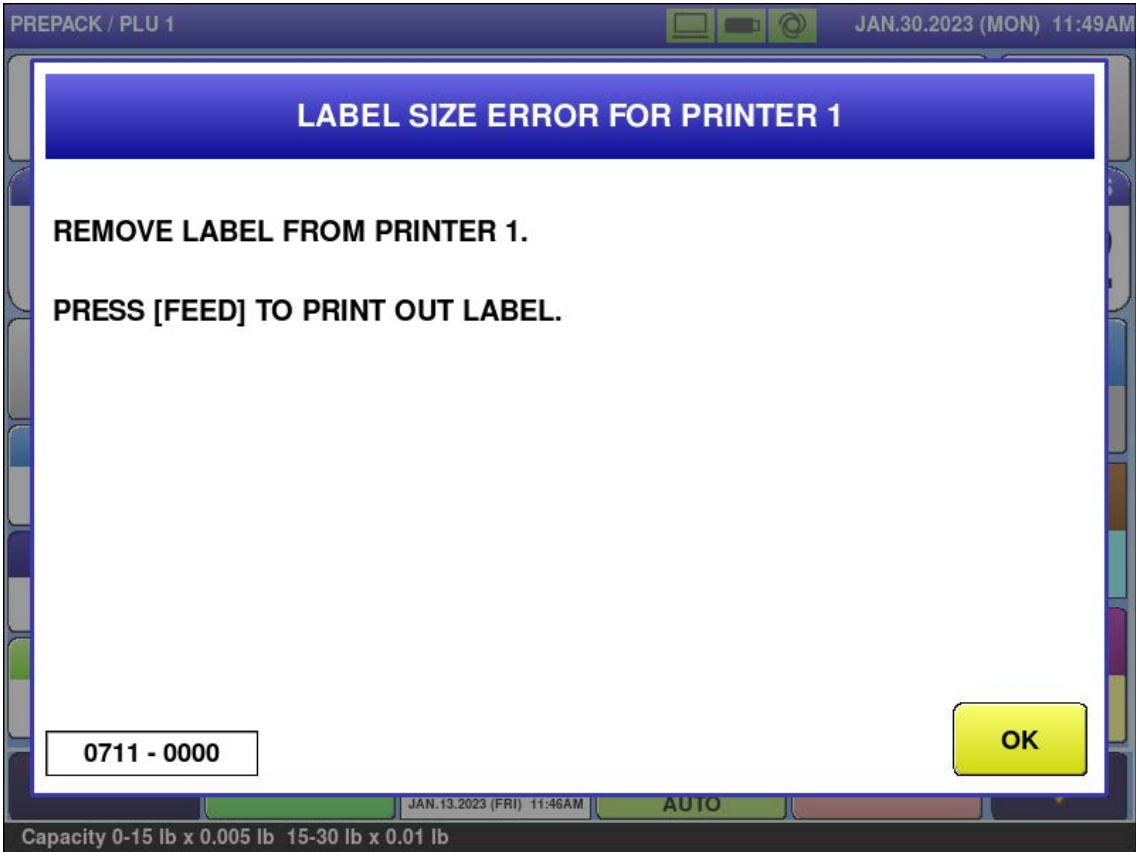 PREPACK / PLU 1
JAN.30.2023 (MON) 11:49AM
LABEL SIZE ERROR FOR PRINTER 1
REMOVE LABEL FROM PRINTER 1.
PRESS [FEED] TO PRINT OUT LABEL.
OK
0711 - 0000
JAN.13.2023 (FRI) 11:46AM
AUTO
Capacity 0-15 lb x 0.005 lb 15-30 lb x 0.01 lb